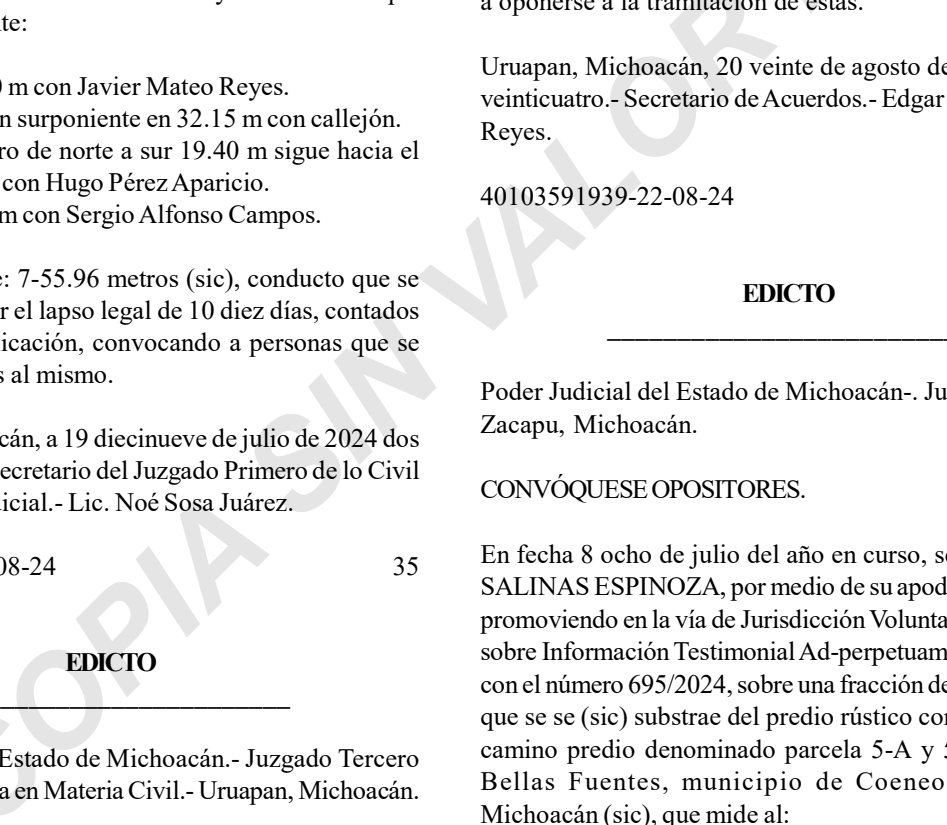 nte:
m con Javier Mateo Reyes.
n surponiente en 32.15 m con callejón.
ro de norte a sur 19.40 m sigue hacia el
con Hugo Pérez Aparicio.
m con Sergio Alfonso Campos.
e: 7-55.96 metros (sic), conducto que se
r el lapso legal de 10 diez días, contados
licación, convocando a personas que se
s al mismo.
cán, a 19 diecinueve de julio de 2024 dos
ecretario del Juzgado Primero de lo Civil
dicial.- Lic. Noé Sosa Juárez.
08-24 35
EDICTO
Estado de Michoacán.- Juzgado Tercero
a en Materia Civil.- Uruapan, Michoacán.
a oponerse a la tramitación de éstas.
Uruapan, Michoacán, 20 veinte de agosto de
veinticuatro.- Secretario de Acuerdos.- Edgar
Reyes.
40103591939-22-08-24
EDICTO
Poder Judicial del Estado de Michoacán-. Ju
Zacapu, Michoacán.
CONVÓQUESE OPOSITORES.
En fecha 8 ocho de julio del año en curso, se
SALINAS ESPINOZA, por medio de su apod
promoviendo en la vía de Jurisdicción Volunta
sobre Información Testimonial Ad-perpetuam
con el número 695/2024, sobre una fracción de
que se se (sic) substrae del predio rústico co
camino predio denominado parcela 5-A y 5
Bellas Fuentes, municipio de Coeneo
Michoacán (sic), que mide al:
COPIA SIN VALOR